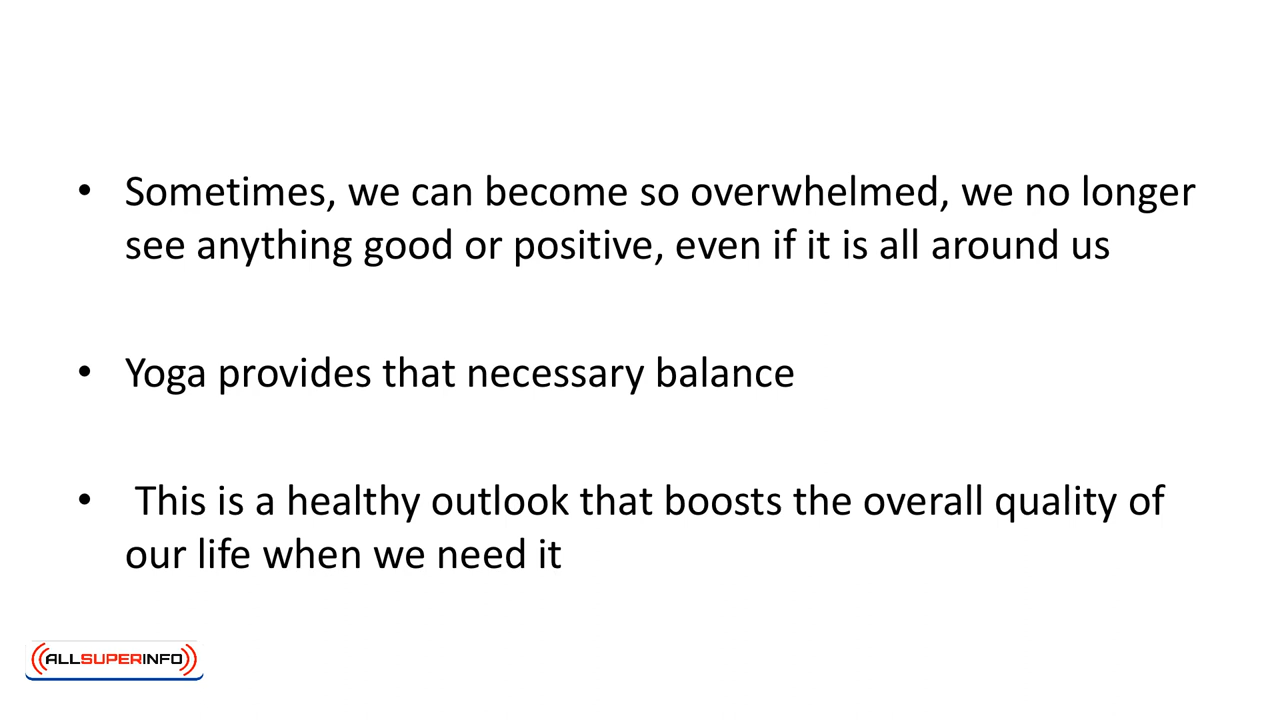 • Sometimes, we can become so overwhelmed, we no longer
see anything good or positive, even if it is all around us
• Yoga provides that necessary balance
• This is a healthy outlook that boosts the overall quality of
our life when we need it
ALLSUPERINFO